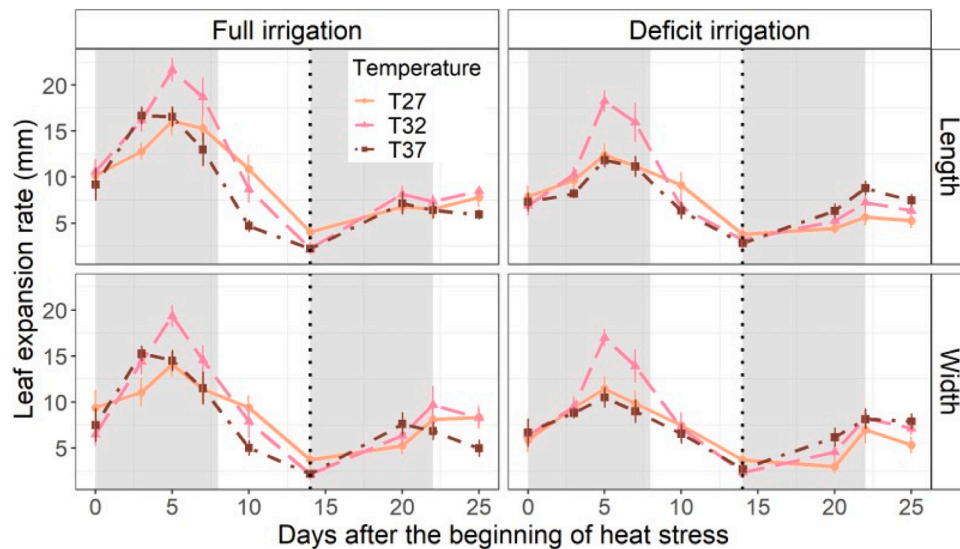 Full irrigation
Deficit irrigation
Leaf expansion rate (mm)
20
15
10
5
Temperature
T27
T32
T37
Length
20
15
10
5
Width
0 5 10 15 20 25
0 5 10 15 20 25
Days after the beginning of heat stress